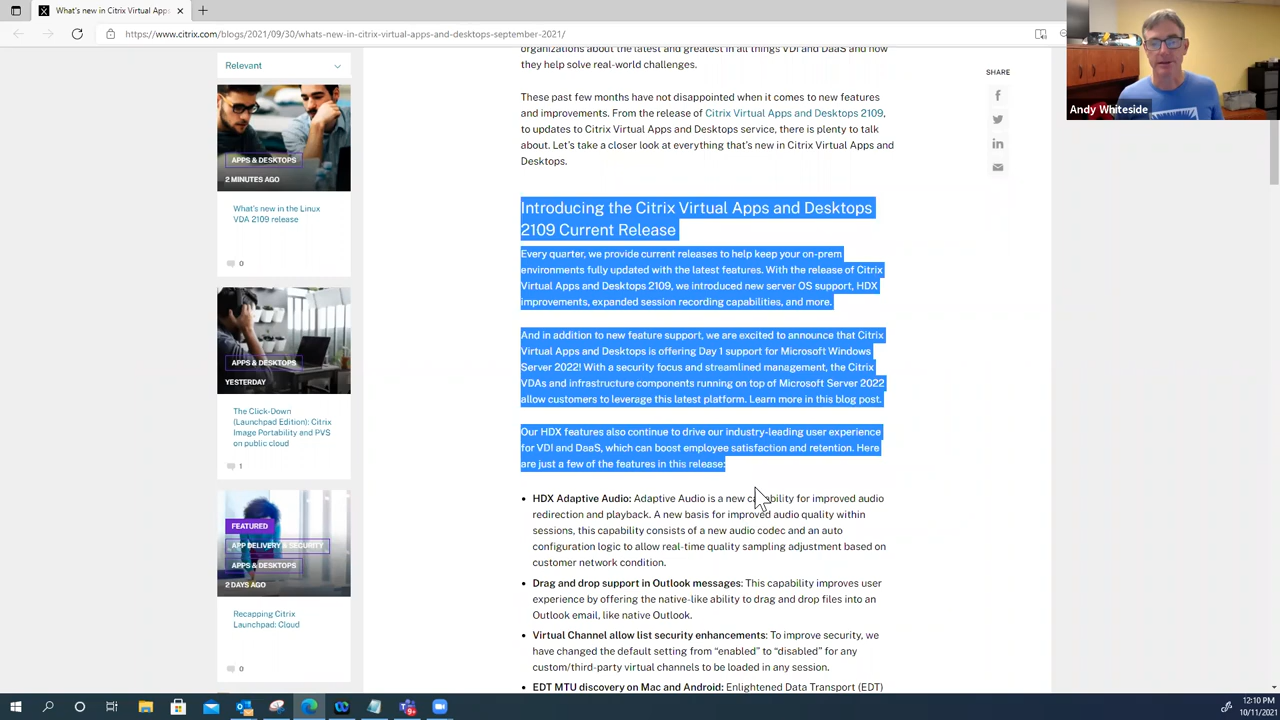 What's new in Citrix Virtual Apps
https://www.citrix.com/blogs/2021/09/30/whats-new-in-citrix-virtual-apps-and-desktops-september-2021/
Andy Whiteside
Relevant
APPS & DESKTOPS
2 MINUTES AGO
What's new in the Linux
VDA 2109 release
0
APPS & DESKTOPS
YESTERDAY
The Click-Down
(Launchpad Edition): Citrix
Image Portability and PVS
on public cloud
1
FEATURED
APP DELIVERY & SECURITY
APPS & DESKTOPS
2 DAYS AGO
Recapping Citrix
Launchpad: Cloud
0
organizations about the latest and greatest in all things VDI and DaaS and how
they help solve real-world challenges.
These past few months have not disappointed when it comes to new features
and improvements. From the release of Citrix Virtual Apps and Desktops 2109,
to updates to Citrix Virtual Apps and Desktops service, there is plenty to talk
about. Let's take a closer look at everything that's new in Citrix Virtual Apps and
Desktops.
Introducing the Citrix Virtual Apps and Desktops
2109 Current Release
Every quarter, we provide current releases to help keep your on-prem
environments fully updated with the latest features. With the release of Citrix
Virtual Apps and Desktops 2109, we introduced new server OS support, HDX
improvements, expanded session recording capabilities, and more.
And in addition to new feature support, we are excited to announce that Citrix
Virtual Apps and Desktops is offering Day 1 support for Microsoft Windows
Server 2022! With a security focus and streamlined management, the Citrix
VDAs and infrastructure components running on top of Microsoft Server 2022
allow customers to leverage this latest platform. Learn more in this blog post.
Our HDX features also continue to drive our industry-leading user experience
for VDI and DaaS, which can boost employee satisfaction and retention. Here
are just a few of the features in this release:
• HDX Adaptive Audio: Adaptive Audio is a new capability for improved audio
redirection and playback. A new basis for improved audio quality within
sessions, this capability consists of a new audio codec and an auto
configuration logic to allow real-time quality sampling adjustment based on
customer network condition.
• Drag and drop support in Outlook messages: This capability improves user
experience by offering the native-like ability to drag and drop files into an
Outlook email, like native Outlook.
• Virtual Channel allow list security enhancements: To improve security, we
have changed the default setting from “enabled” to “disabled” for any
custom/third-party virtual channels to be loaded in any session.
• EDT MTU discovery on Mac and Android: Enlightened Data Transport (EDT)
SHARE
12:10 PM
10/11/2021